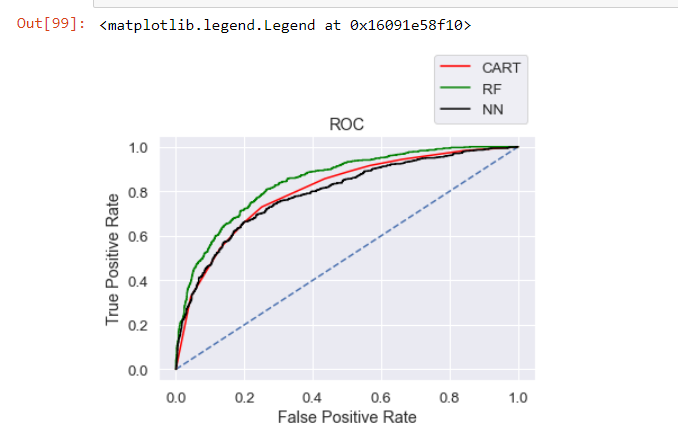 Out[99]: <matplotlib.legend.Legend at 0x16091e58f10>
CART
RF
NN
ROC
1.0
0.8
0.6
0.4
0.2
0.0
True Positive Rate
0.0 0.2 0.4 0.6 0.8 1.0
False Positive Rate